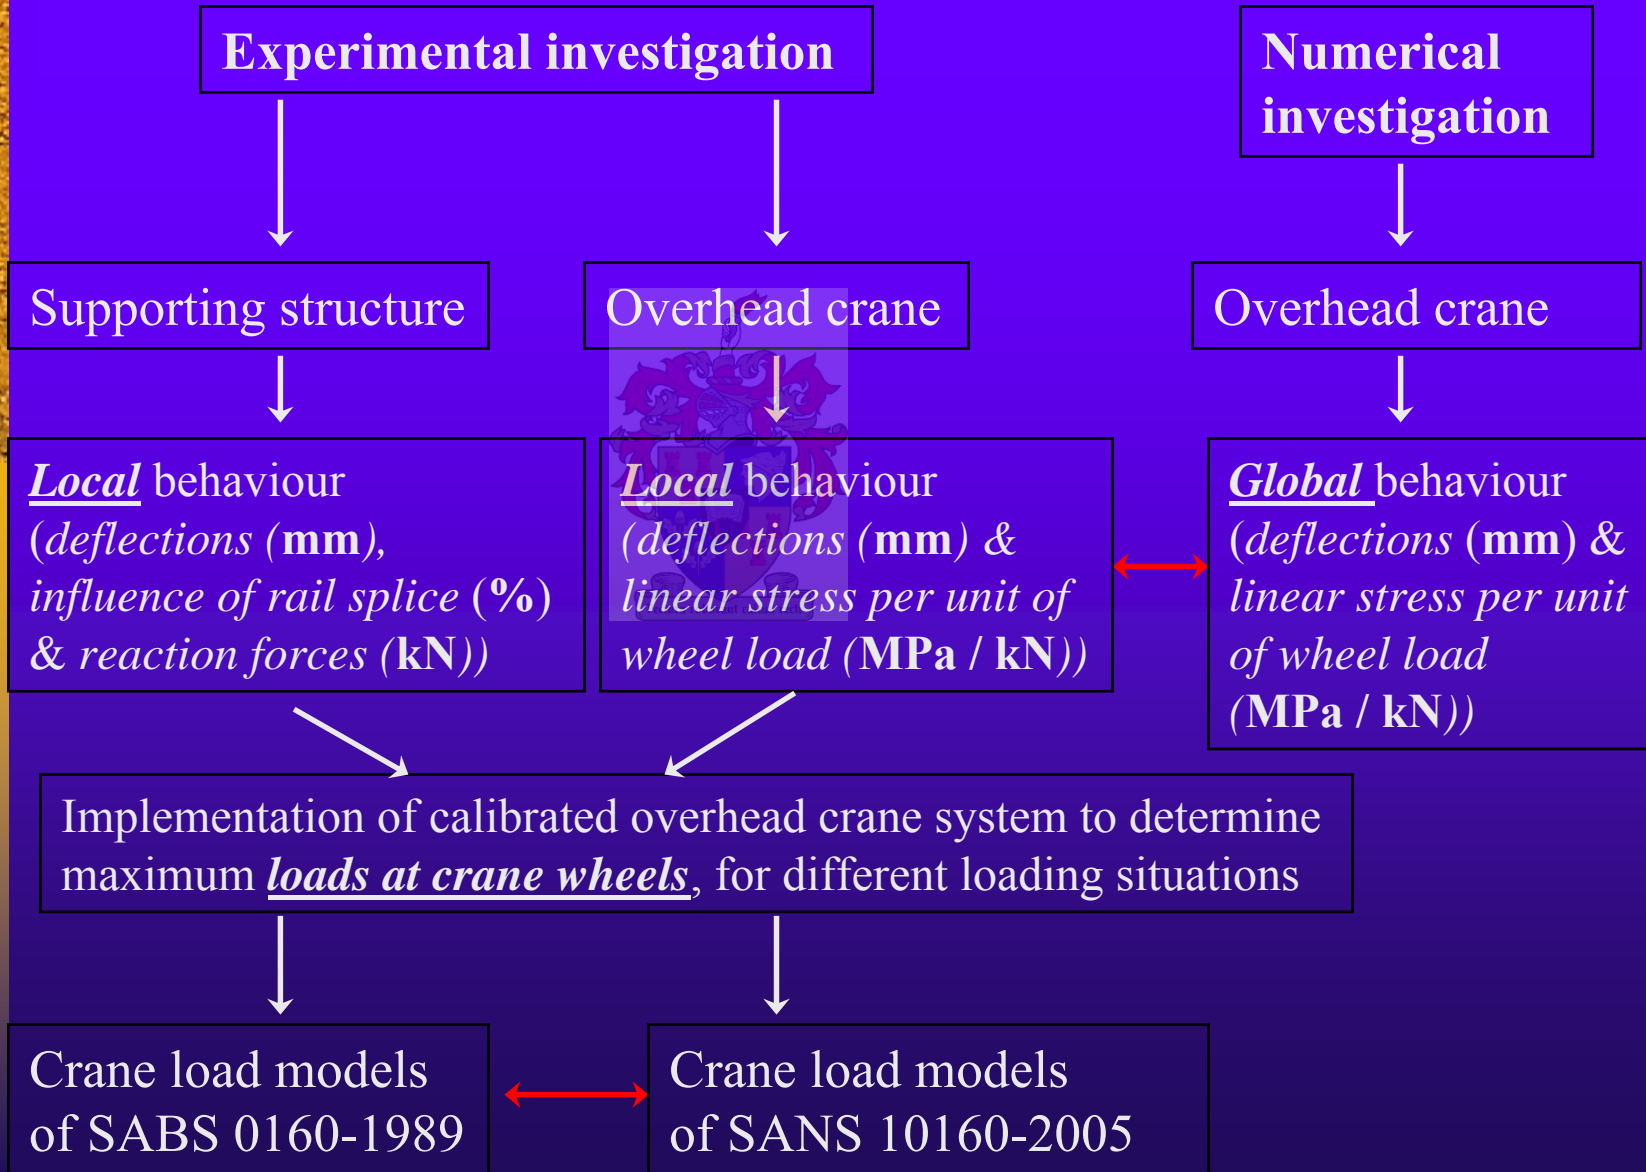 Experimental investigation
Numerical
investigation
Supporting structure
Overhead crane
Overhead crane
Local behaviour
(deflections (mm),
influence of rail splice (%)
& reaction forces (kN))
Local behaviour
(deflections (mm) &
linear stress per unit of
wheel load (MPa / kN))
Global behaviour
(deflections (mm) &
linear stress per unit
of wheel load
(MPa / kN))
Implementation of calibrated overhead crane system to determine
maximum loads at crane wheels, for different loading situations
Crane load models
of SABS 0160-1989
Crane load models
of SANS 10160-2005